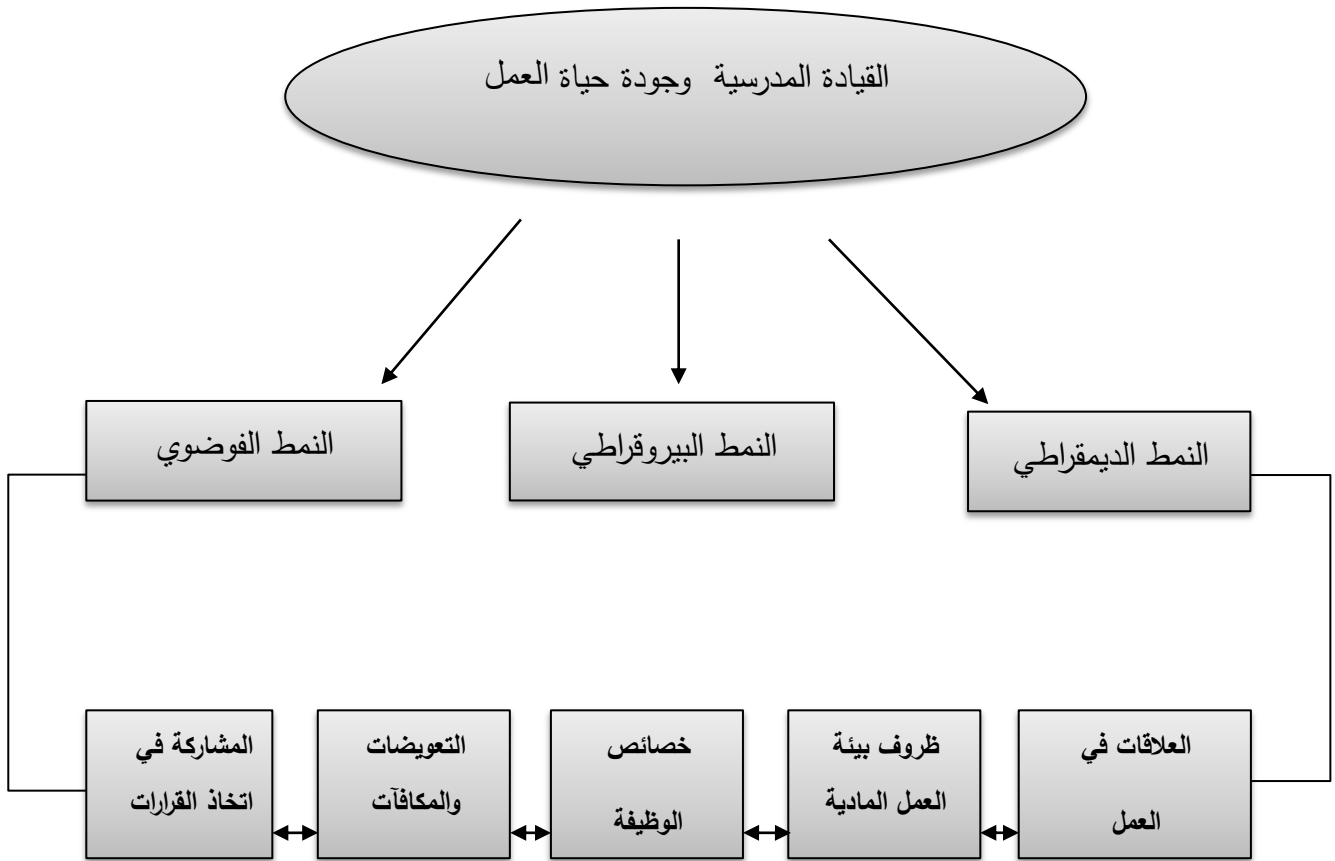 القيادة المدرسية وجودة حياة العمل
النمط الديمقراطي
النمط البيروقراطي
النمط الفوضوي
العلاقات في
العمل
ظروف بيئة
العمل المادية
خصائص
الوظيفة
التعويضات
والمكافآت
المشاركة في
اتخاذ القرارات